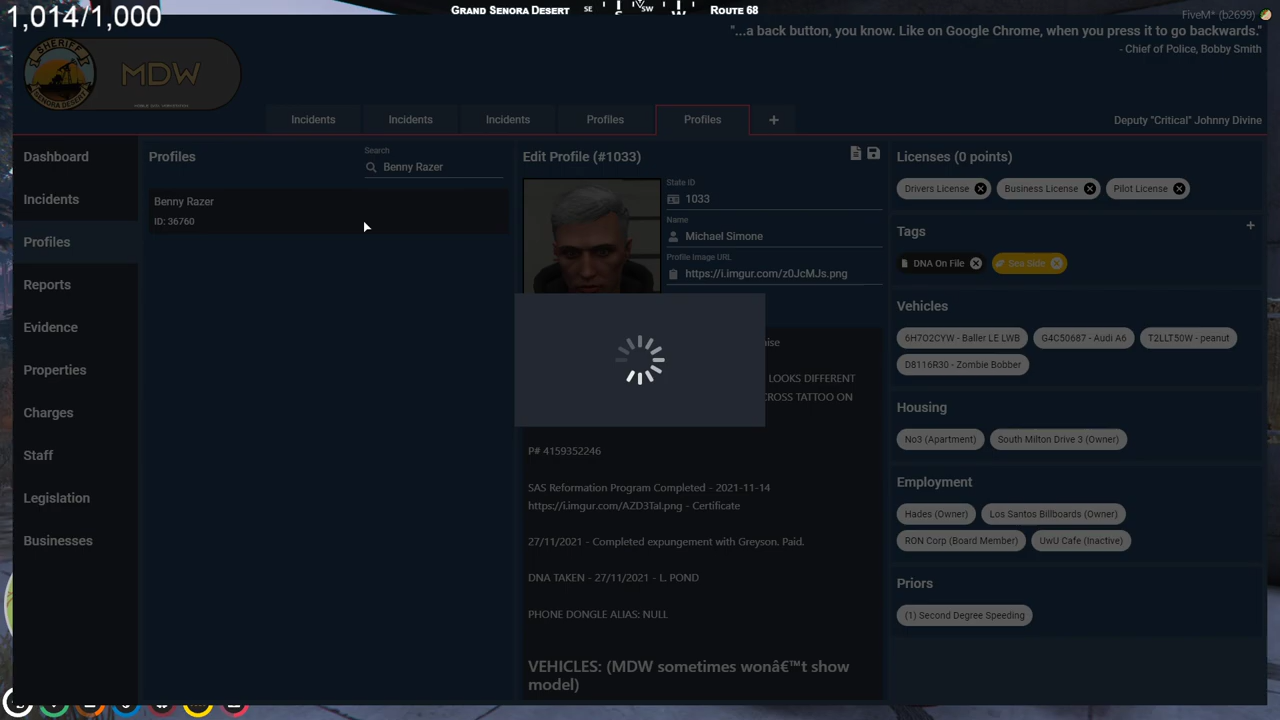 1,014/1,000
GRAND SENORA DESERT SE SW ROUTE 68
FiveM* (b2699)
"...a back button, you know. Like on Google Chrome, when you press it to go backwards."
- Chief of Police, Bobby Smith
SHERIFF
SENORA DESERT
MDW
Incidents Incidents Incidents Profiles Profiles +
Deputy "Critical" Johnny Divine
Dashboard
Incidents
Profiles
Reports
Evidence
Properties
Charges
Staff
Legislation
Businesses
Profiles
Search
Benny Razer
Benny Razer
ID: 36760
Edit Profile (#1033)
State ID
1033
Name
Michael Simone
Profile Image URL
https://i.imgur.com/z0JcMJs.png
LOOKS DIFFERENT
CROSS TATTOO ON
P# 4159352246
SAS Reformation Program Completed - 2021-11-14
https://i.imgur.com/AZD3TaI.png - Certificate
27/11/2021 - Completed expungement with Greyson. Paid.
DNA TAKEN - 27/11/2021 - L. POND
PHONE DONGLE ALIAS: NULL
VEHICLES: (MDW sometimes wonâ€™t show
model)
Licenses (0 points)
Drivers License Business License Pilot License
Tags +
DNA On File Sea Side
Vehicles
6H7O2CYW - Baller LE LWB G4C50687 - Audi A6 T2LLT50W - peanut
D8116R30 - Zombie Bobber
Housing
No3 (Apartment) South Milton Drive 3 (Owner)
Employment
Hades (Owner) Los Santos Billboards (Owner)
RON Corp (Board Member) UwU Cafe (Inactive)
Priors
(1) Second Degree Speeding